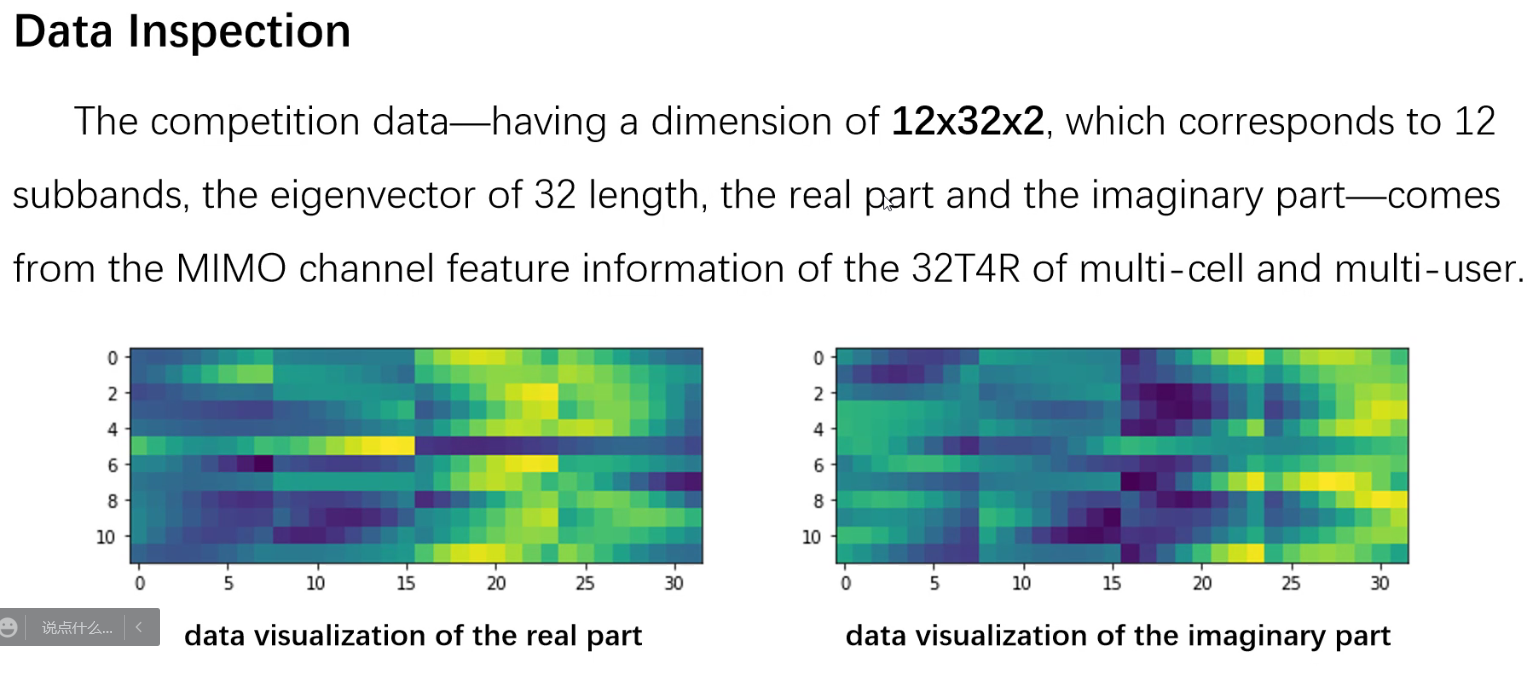 Data Inspection
The competition data—having a dimension of 12x32x2, which corresponds to 12
subbands, the eigenvector of 32 length, the real part and the imaginary part—comes
from the MIMO channel feature information of the 32T4R of multi-cell and multi-user.
0
2
4
6
8
10
0 5 10 15 20 25 30
0
2
4
6
8
10
0 5 10 15 20 25 30
说点什么...
data visualization of the real part
data visualization of the imaginary part